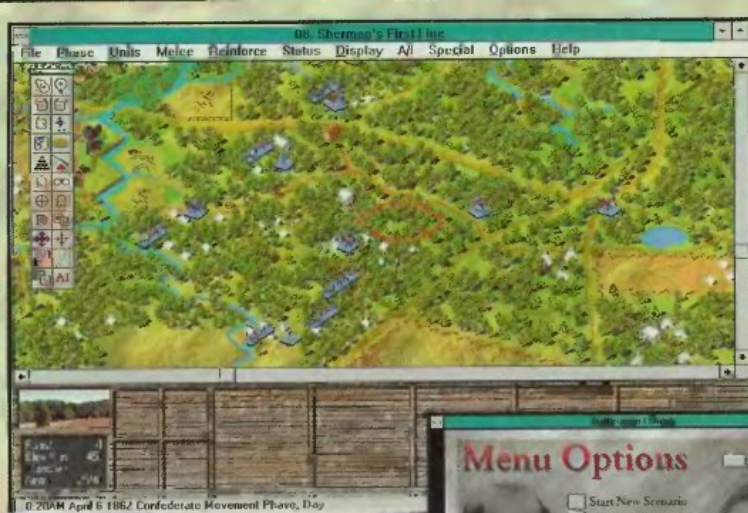 08. Sherman's First Line
File Phase Units Melee Reinforce Status Display A/I Special Options Help
AI
8:20AM April 6 1862 Confederate Movement Phase, Day
Menu Options
Start New Scenario